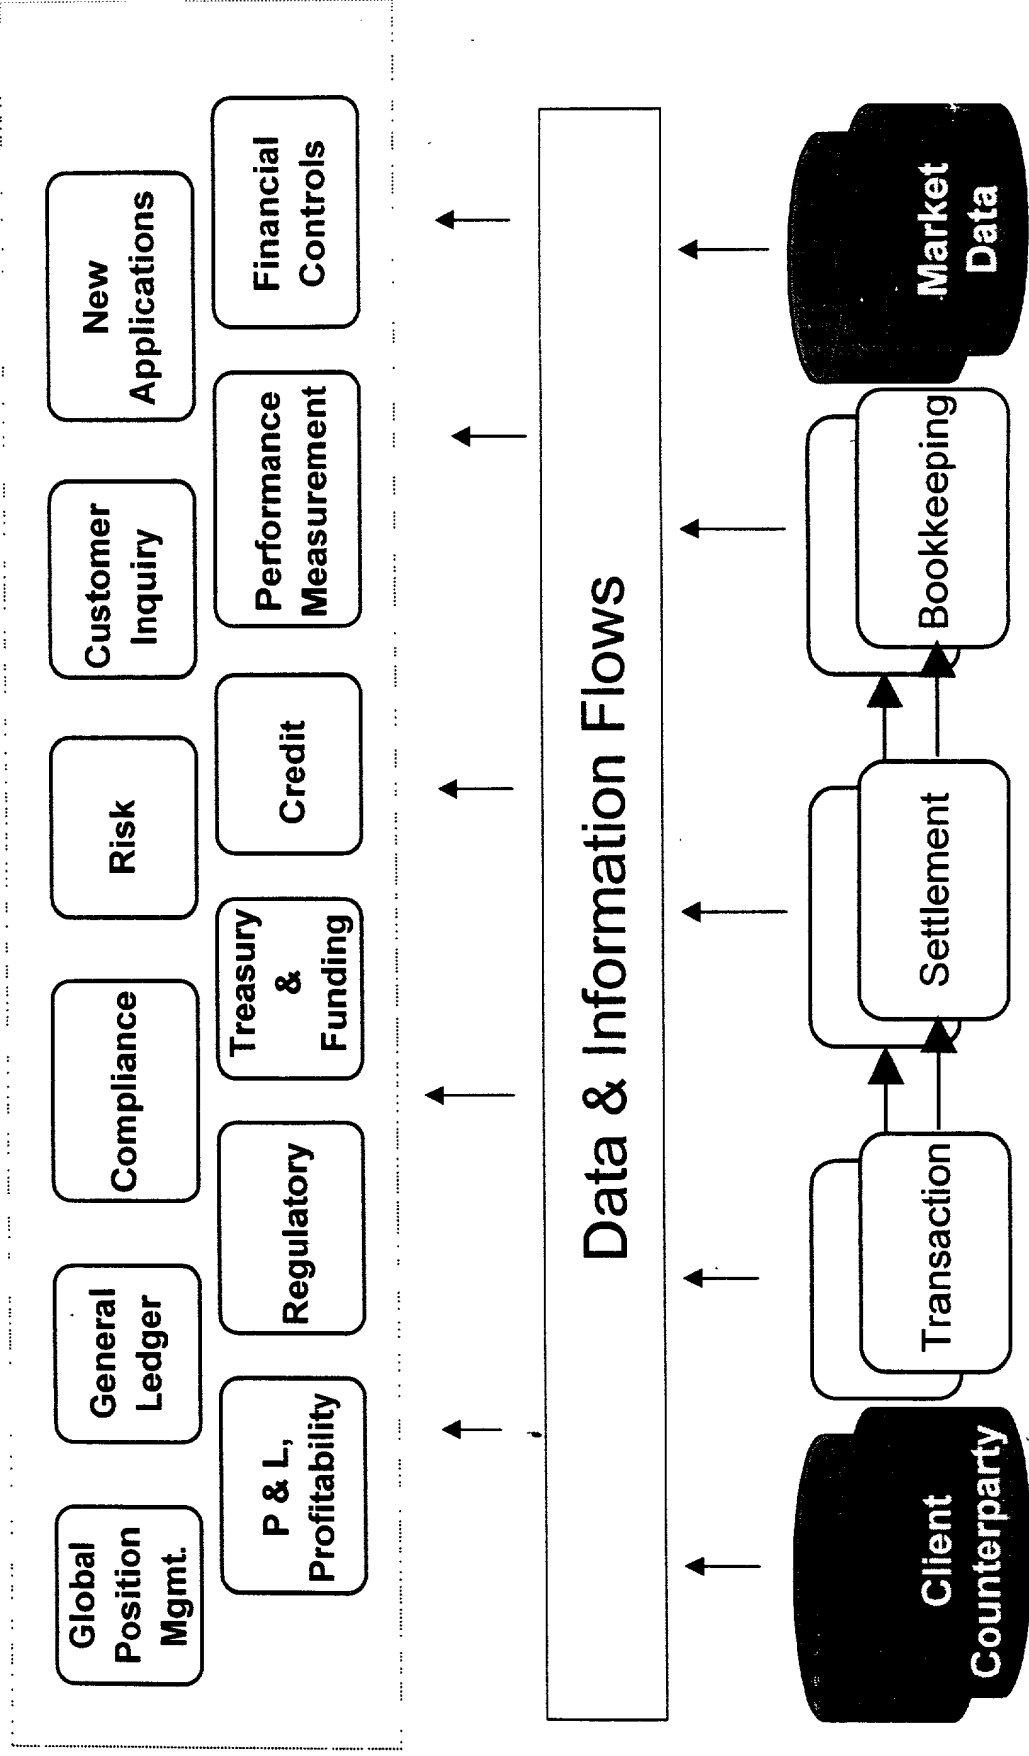 Global
Position
Mgmt.
General
Ledger
Compliance
Risk
Customer
Inquiry
New
Applications
P & L,
Profitability
Regulatory
Treasury
&
Funding
Credit
Performance
Measurement
Financial
Controls
Data & Information Flows
Client
Counterparty
Transaction
Settlement
Bookkeeping
Market
Data